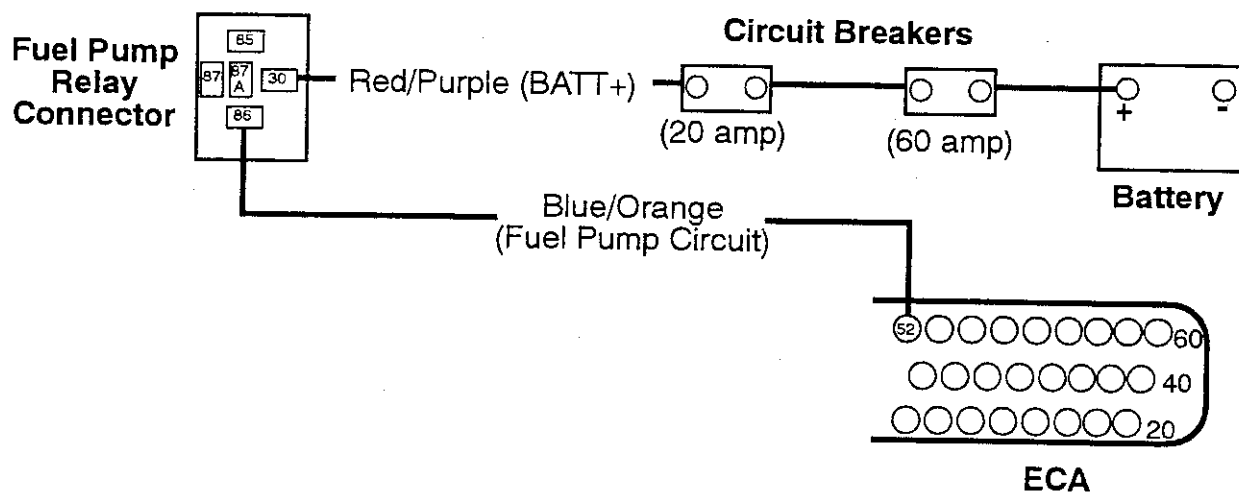 Fuel Pump
Relay
Connector
85
87
87
A
30
86
Red/Purple (BATT+)
Circuit Breakers
(20 amp)
(60 amp)
+
-
Battery
Blue/Orange
(Fuel Pump Circuit)
52
60
40
20
ECA